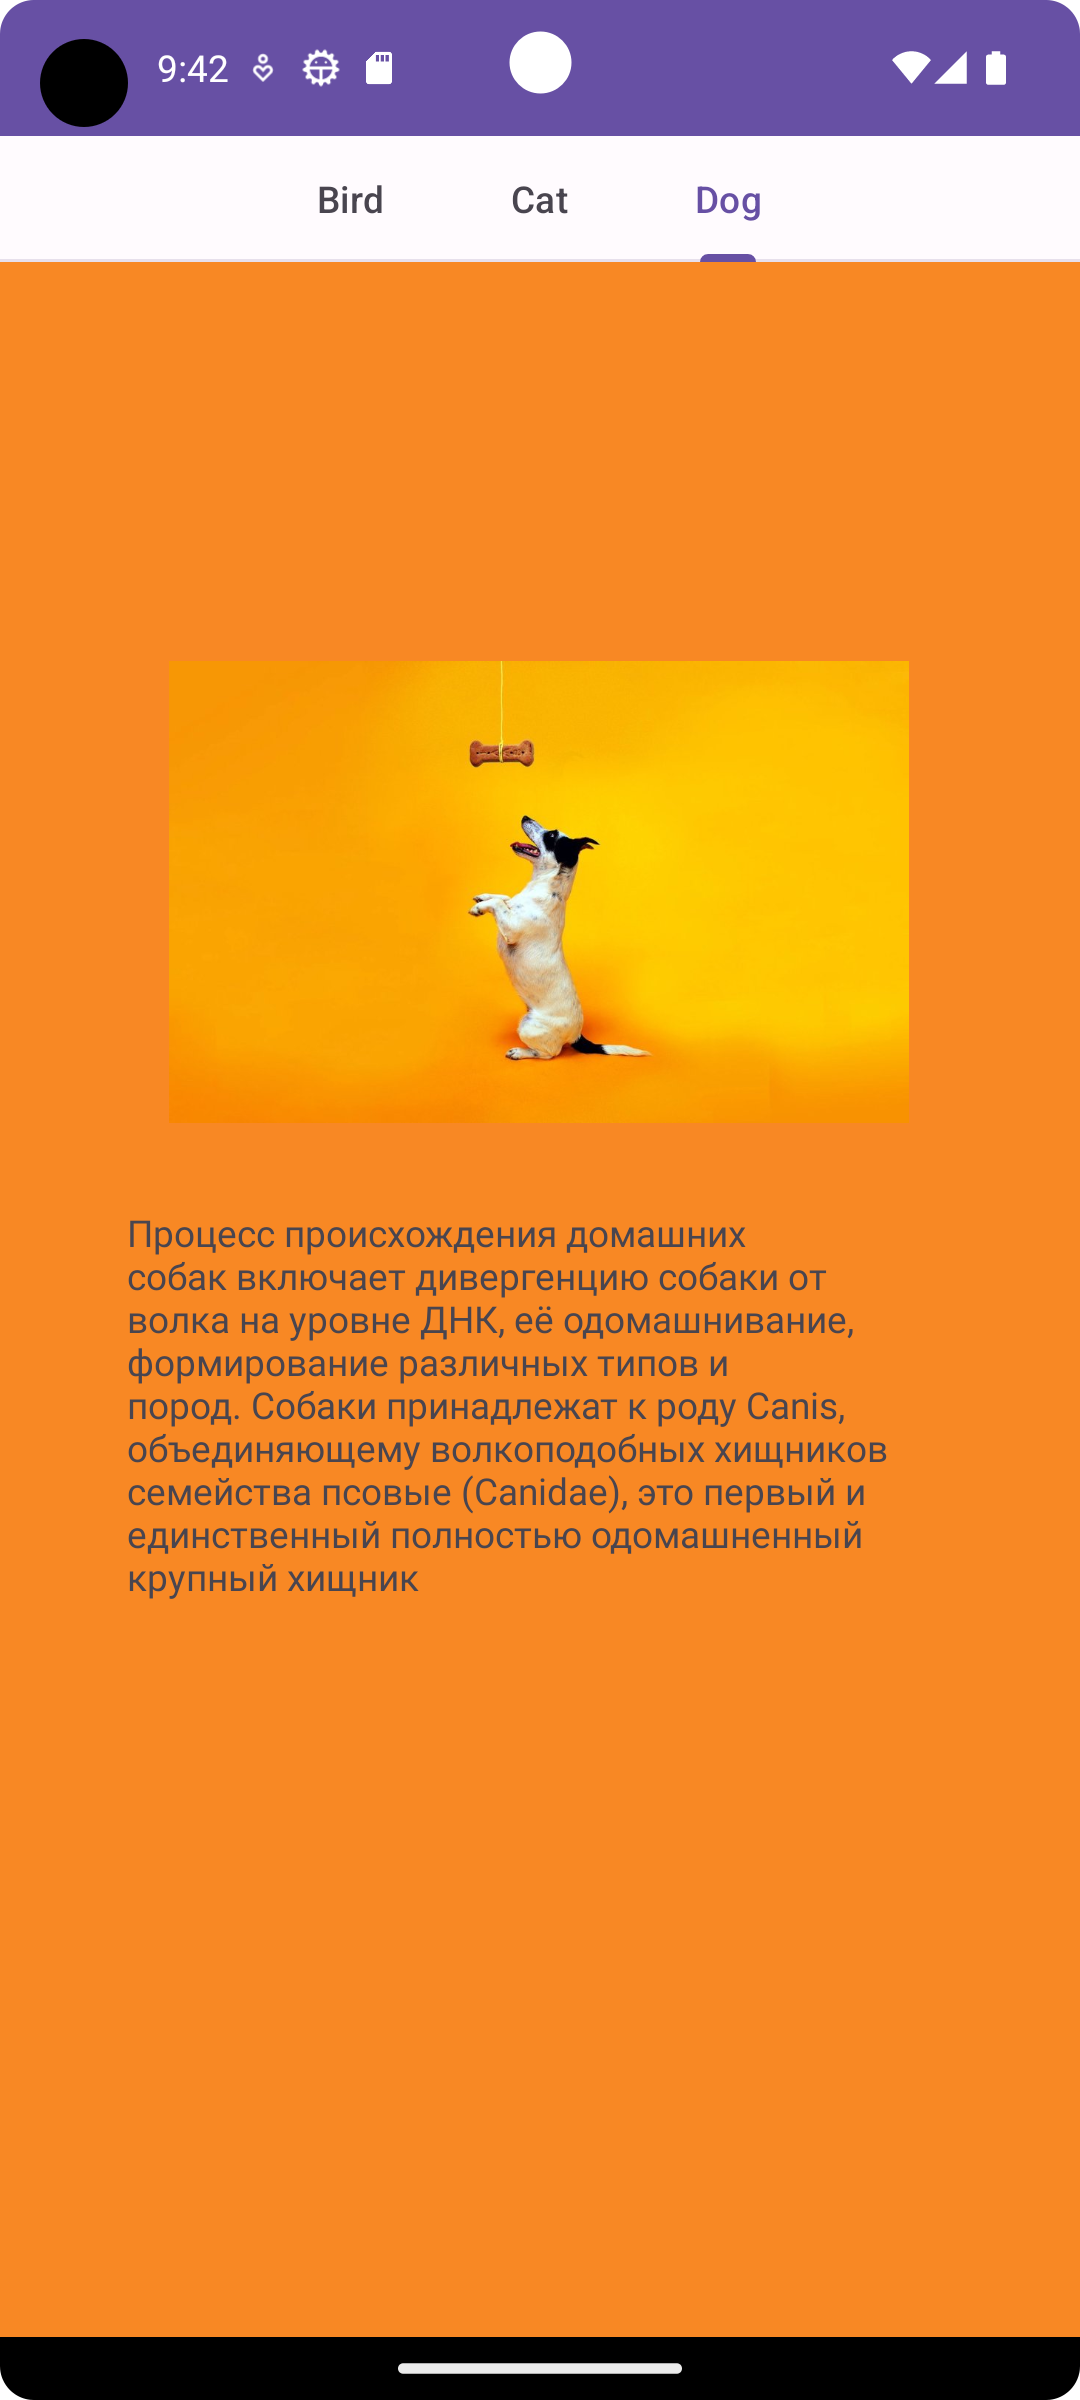 9:42
Bird Cat Dog
Процесс происхождения домашних
собак включает дивергенцию собаки от
волка на уровне ДНК, её одомашнивание,
формирование различных типов и
пород. Собаки принадлежат к роду Canis,
объединяющему волкоподобных хищников
семейства псовые (Canidae), это первый и
единственный полностью одомашненный
крупный хищник